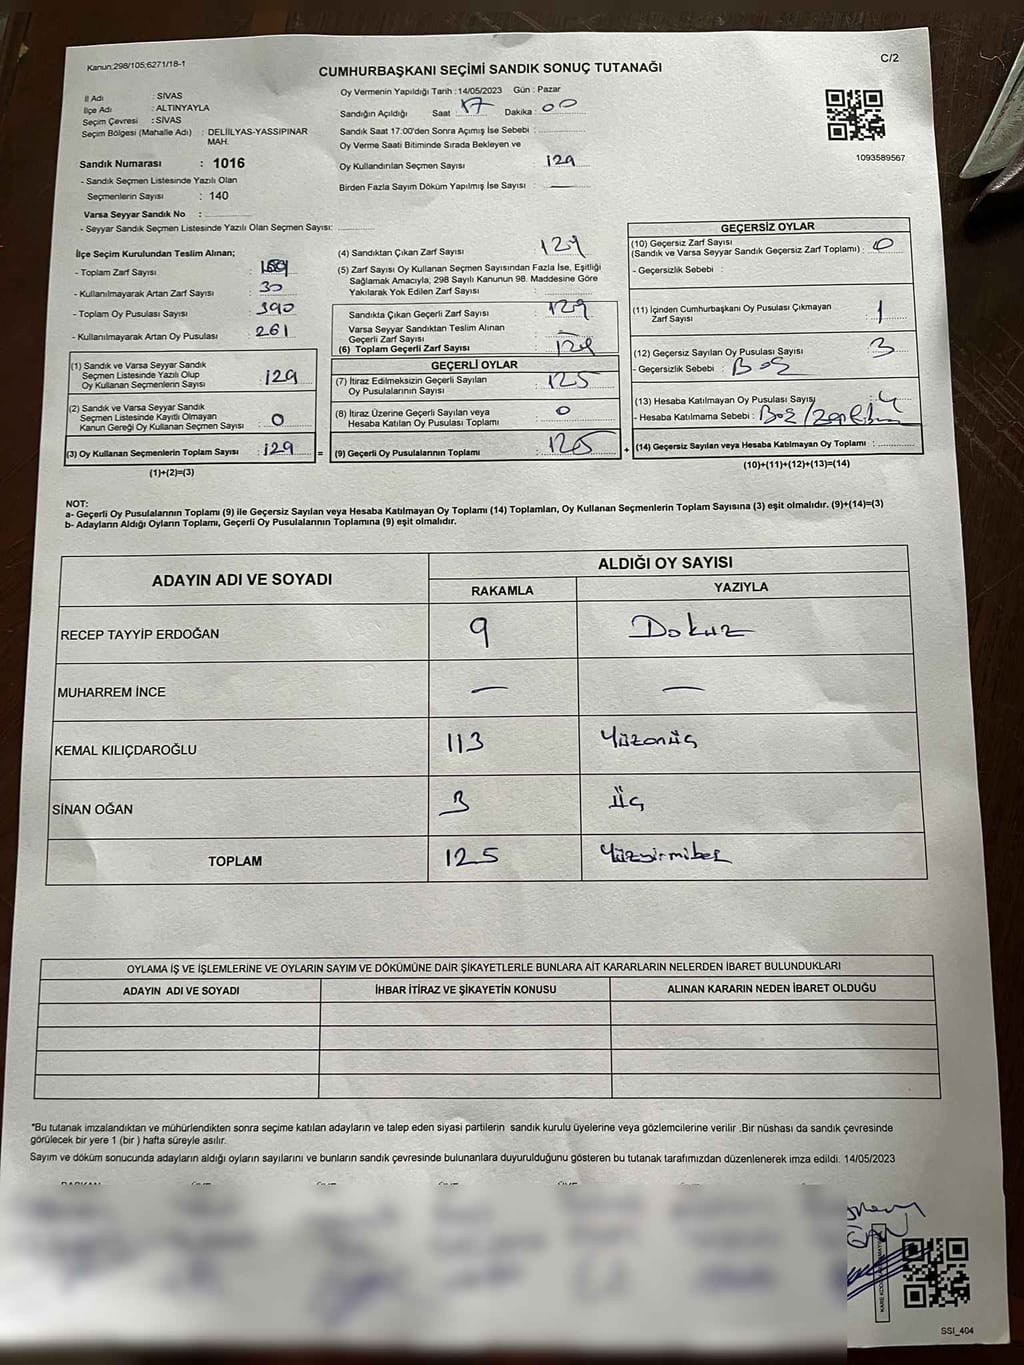 Kanun:298/105;6271/18-1
C/2
CUMHURBAŞKANI SEÇİMİ SANDIK SONUÇ TUTANAĞI
İl Adı : SİVAS
İlçe Adı : ALTINYAYLA
Seçim Çevresi : SİVAS
Seçim Bölgesi (Mahalle Adı) : DELİİLYAS-YASSIPINAR MAH.
Sandık Numarası : 1016
- Sandık Seçmen Listesinde Yazılı Olan
Seçmenlerin Sayısı : 140
Varsa Seyyar Sandık No :
- Seyyar Sandık Seçmen Listesinde Yazılı Olan Seçmen Sayısı:
Oy Vermenin Yapıldığı Tarih : 14/05/2023 Gün : Pazar
Sandığın Açıldığı Saat 17 Dakika : 00
Sandık Saat 17:00'den Sonra Açımış İse Sebebi :
Oy Verme Saati Bitiminde Sırada Bekleyen ve
Oy Kullandırılan Seçmen Sayısı : 129
Birden Fazla Sayım Döküm Yapılmış İse Sayısı : —
1093589567
İlçe Seçim Kurulundan Teslim Alınan;
- Toplam Zarf Sayısı :
- Kullanılmayarak Artan Zarf Sayısı : 30
- Toplam Oy Pusulası Sayısı : 390
- Kullanılmayarak Artan Oy Pusulası : 261
(1) Sandık ve Varsa Seyyar Sandık
Seçmen Listesinde Yazılı Olup
Oy Kullanan Seçmenlerin Sayısı : 129
(2) Sandık ve Varsa Seyyar Sandık
Seçmen Listesinde Kayıtlı Olmayan
Kanun Gereği Oy Kullanan Seçmen Sayısı : 0
(3) Oy Kullanan Seçmenlerin Toplam Sayısı : 129
(1)+(2)=(3)
(4) Sandıktan Çıkan Zarf Sayısı : 129
(5) Zarf Sayısı Oy Kullanan Seçmen Sayısından Fazla İse, Eşitliği
Sağlamak Amacıyla, 298 Sayılı Kanunun 98. Maddesine Göre
Yakılarak Yok Edilen Zarf Sayısı :
Sandıkta Çıkan Geçerli Zarf Sayısı : 129
Varsa Seyyar Sandıktan Teslim Alınan
Geçerli Zarf Sayısı : —
(6) Toplam Geçerli Zarf Sayısı : 129
GEÇERLİ OYLAR
(7) İtiraz Edilmeksizin Geçerli Sayılan
Oy Pusulalarının Sayısı : 125
(8) İtiraz Üzerine Geçerli Sayılan veya
Hesaba Katılan Oy Pusulası Toplamı : 0
(9) Geçerli Oy Pusulalarının Toplamı : 125
=
+
GEÇERSİZ OYLAR
(10) Geçersiz Zarf Sayısı
(Sandık ve Varsa Seyyar Sandık Geçersiz Zarf Toplamı) : 0
- Geçersizlik Sebebi :
(11) İçinden Cumhurbaşkanı Oy Pusulası Çıkmayan
Zarf Sayısı : 1
(12) Geçersiz Sayılan Oy Pusulası Sayısı : 3
- Geçersizlik Sebebi : BOŞ
(13) Hesaba Katılmayan Oy Pusulası Sayısı : 4
- Hesaba Katılmama Sebebi : Boş/
(14) Geçersiz Sayılan veya Hesaba Katılmayan Oy Toplamı :
(10)+(11)+(12)+(13)=(14)
NOT:
a- Geçerli Oy Pusulalarının Toplamı (9) ile Geçersiz Sayılan veya Hesaba Katılmayan Oy Toplamı (14) Toplamları, Oy Kullanan Seçmenlerin Toplam Sayısına (3) eşit olmalıdır. (9)+(14)=(3)
b- Adayların Aldığı Oyların Toplamı, Geçerli Oy Pusulalarının Toplamına (9) eşit olmalıdır.
ADAYIN ADI VE SOYADI ALDIĞI OY SAYISI
RAKAMLA YAZIYLA
RECEP TAYYİP ERDOĞAN 9 Dokuz
MUHARREM İNCE — —
KEMAL KILIÇDAROĞLU 113 Yüzonüç
SİNAN OĞAN 3 Üç
TOPLAM 125 Yüzyirmibeş
OYLAMA İŞ VE İŞLEMLERİNE VE OYLARIN SAYIM VE DÖKÜMÜNE DAİR ŞİKAYETLERLE BUNLARA AİT KARARLARIN NELERDEN İBARET BULUNDUKLARI
ADAYIN ADI VE SOYADI İHBAR İTİRAZ VE ŞİKAYETİN KONUSU ALINAN KARARIN NEDEN İBARET OLDUĞU
*Bu tutanak imzalandıktan ve mühürlendikten sonra seçime katılan adayların ve talep eden siyasi partilerin sandık kurulu üyelerine veya gözlemcilerine verilir .Bir nüshası da sandık çevresinde
görülecek bir yere 1 (bir ) hafta süreyle asılır.
Sayım ve döküm sonucunda adayların aldığı oyların sayılarını ve bunların sandık çevresinde bulunanlara duyurulduğunu gösteren bu tutanak tarafımızdan düzenlenerek imza edildi. 14/05/2023
SSI_404